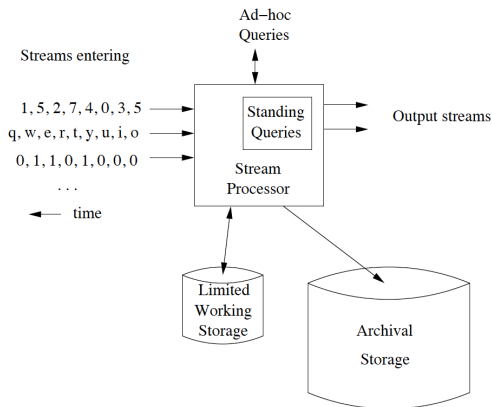 Ad−hoc
Queries
Streams entering
1, 5, 2, 7, 4, 0, 3, 5
q, w, e, r, t, y, u, i, o
0, 1, 1, 0, 1, 0, 0, 0
. . .
time
Standing
Queries
Stream
Processor
Output streams
Limited
Working
Storage
Archival
Storage